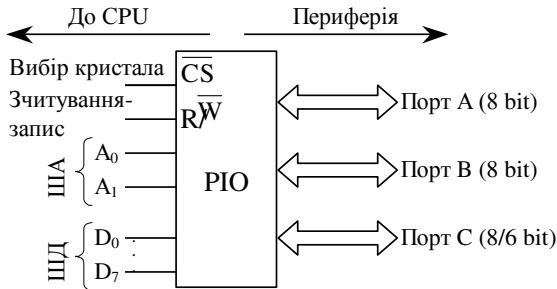 До CPU
Периферія
Вибір кристала
Зчитування-
запис
CS
R/W
ША
A0
A1
PIO
ШД
D0
D7
Порт A (8 bit)
Порт B (8 bit)
Порт C (8/6 bit)